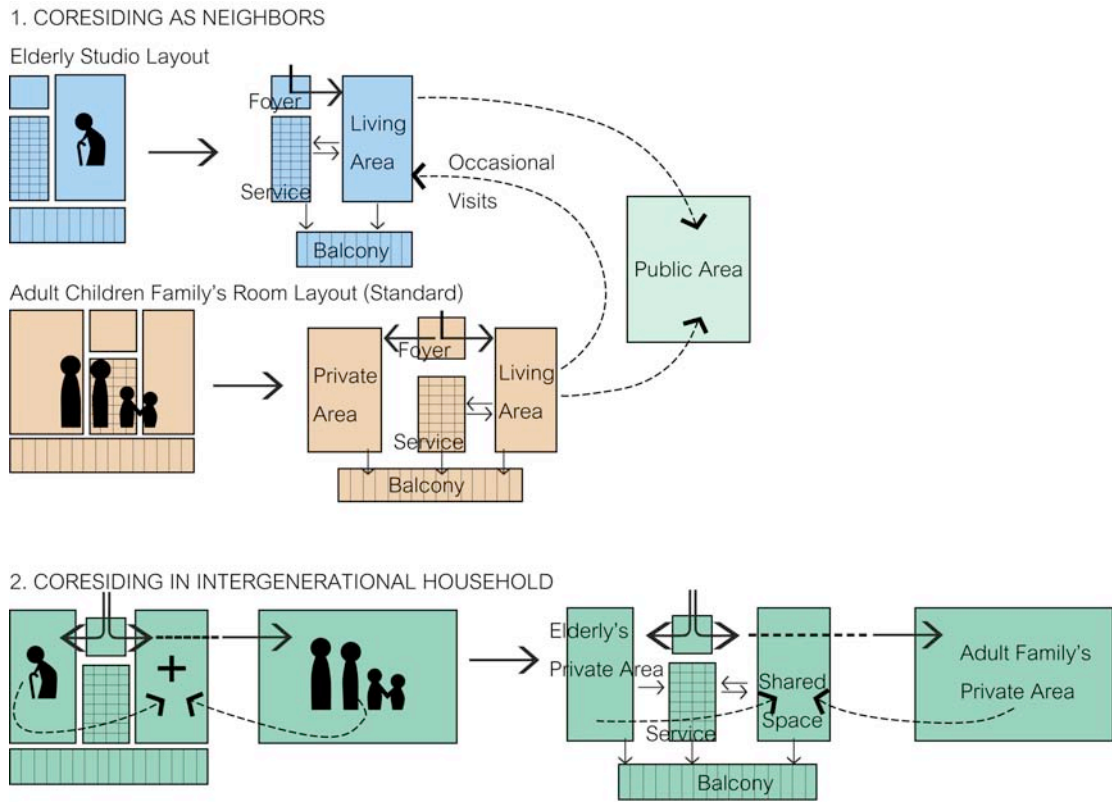 1. CORESIDING AS NEIGHBORS
Elderly Studio Layout
Foyer
Living
Area
Service
Balcony
Occasional
Visits
Public Area
Adult Children Family's Room Layout (Standard)
Foyer
Private
Area
Living
Area
Service
Balcony
2. CORESIDING IN INTERGENERATIONAL HOUSEHOLD
+
Elderly's
Private Area
Shared
Space
Service
Balcony
Adult Family's
Private Area